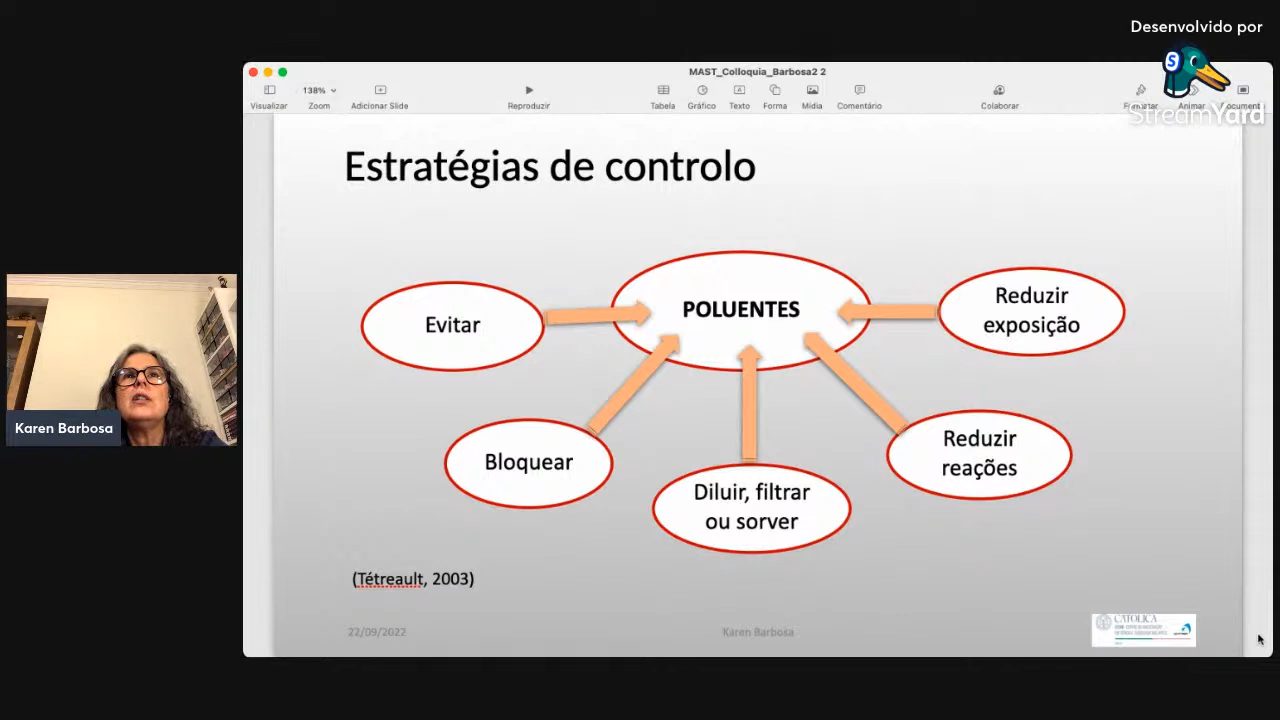 Desenvolvido por
StreamYard
MAST_Colloquia_Barbosa2 2
138%
Visualizar
Zoom
Adicionar Slide
Reproduzir
Tabela
Gráfico
Texto
Forma
Mídia
Comentário
Colaborar
Formatar
Animar
Document
Estratégias de controlo
POLUENTES
Evitar
Reduzir
exposição
Bloquear
Diluir, filtrar
ou sorver
Reduzir
reações
(Tétreault, 2003)
22/09/2022
Karen Barbosa
CATOLICA
Karen Barbosa